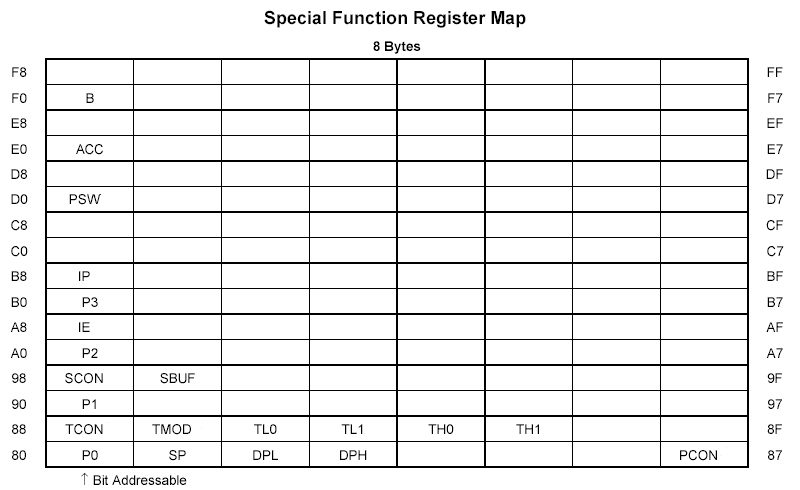 Special Function Register Map
8 Bytes
F8 FF
F0 B F7
E8 EF
E0 ACC E7
D8 DF
D0 PSW D7
C8 CF
C0 C7
B8 IP BF
B0 P3 B7
A8 IE AF
A0 P2 A7
98 SCON SBUF 9F
90 P1 97
88 TCON TMOD TL0 TL1 TH0 TH1 8F
80 P0 SP DPL DPH PCON 87
↑ Bit Addressable